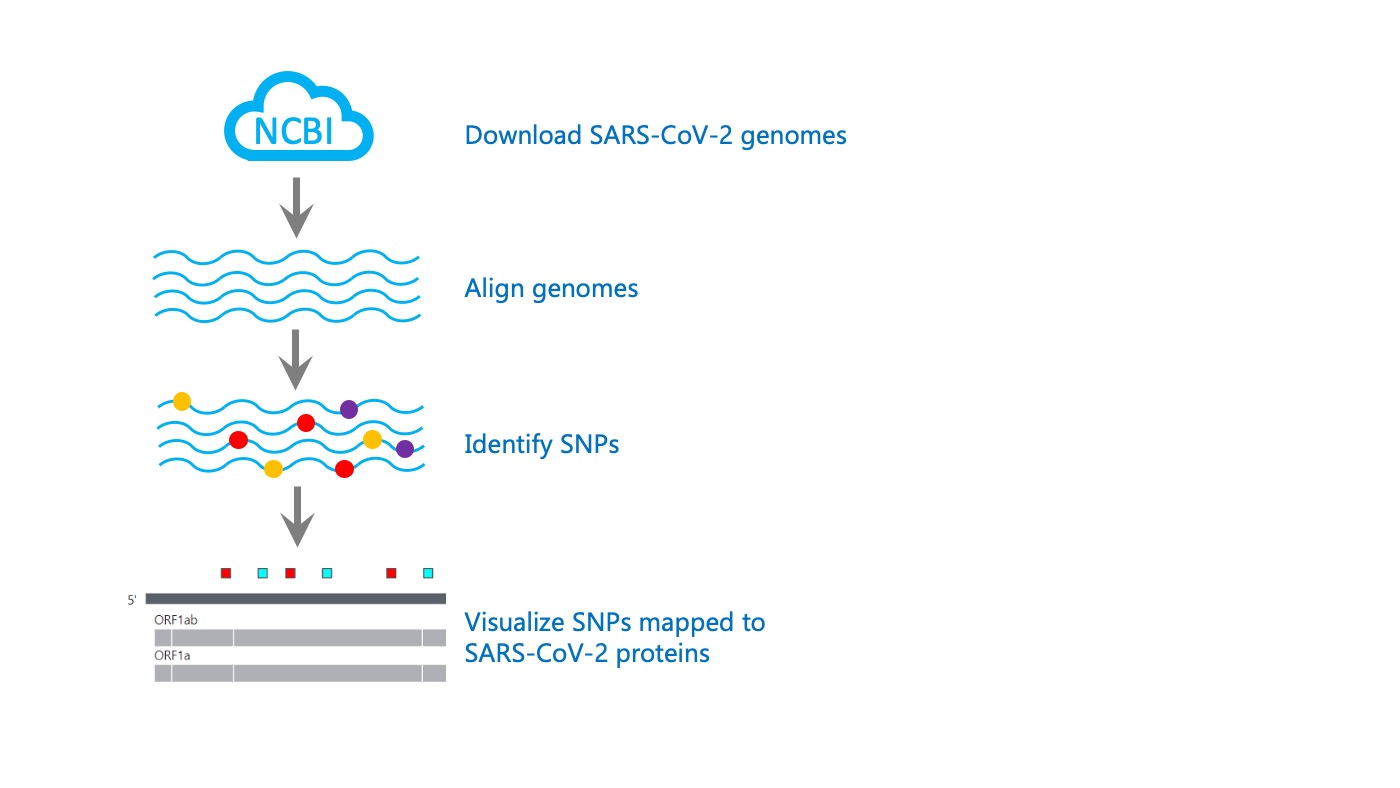 NCBI
Download SARS-CoV-2 genomes
Align genomes
Identify SNPs
5'
ORF1ab
ORF1a
Visualize SNPs mapped to
SARS-CoV-2 proteins